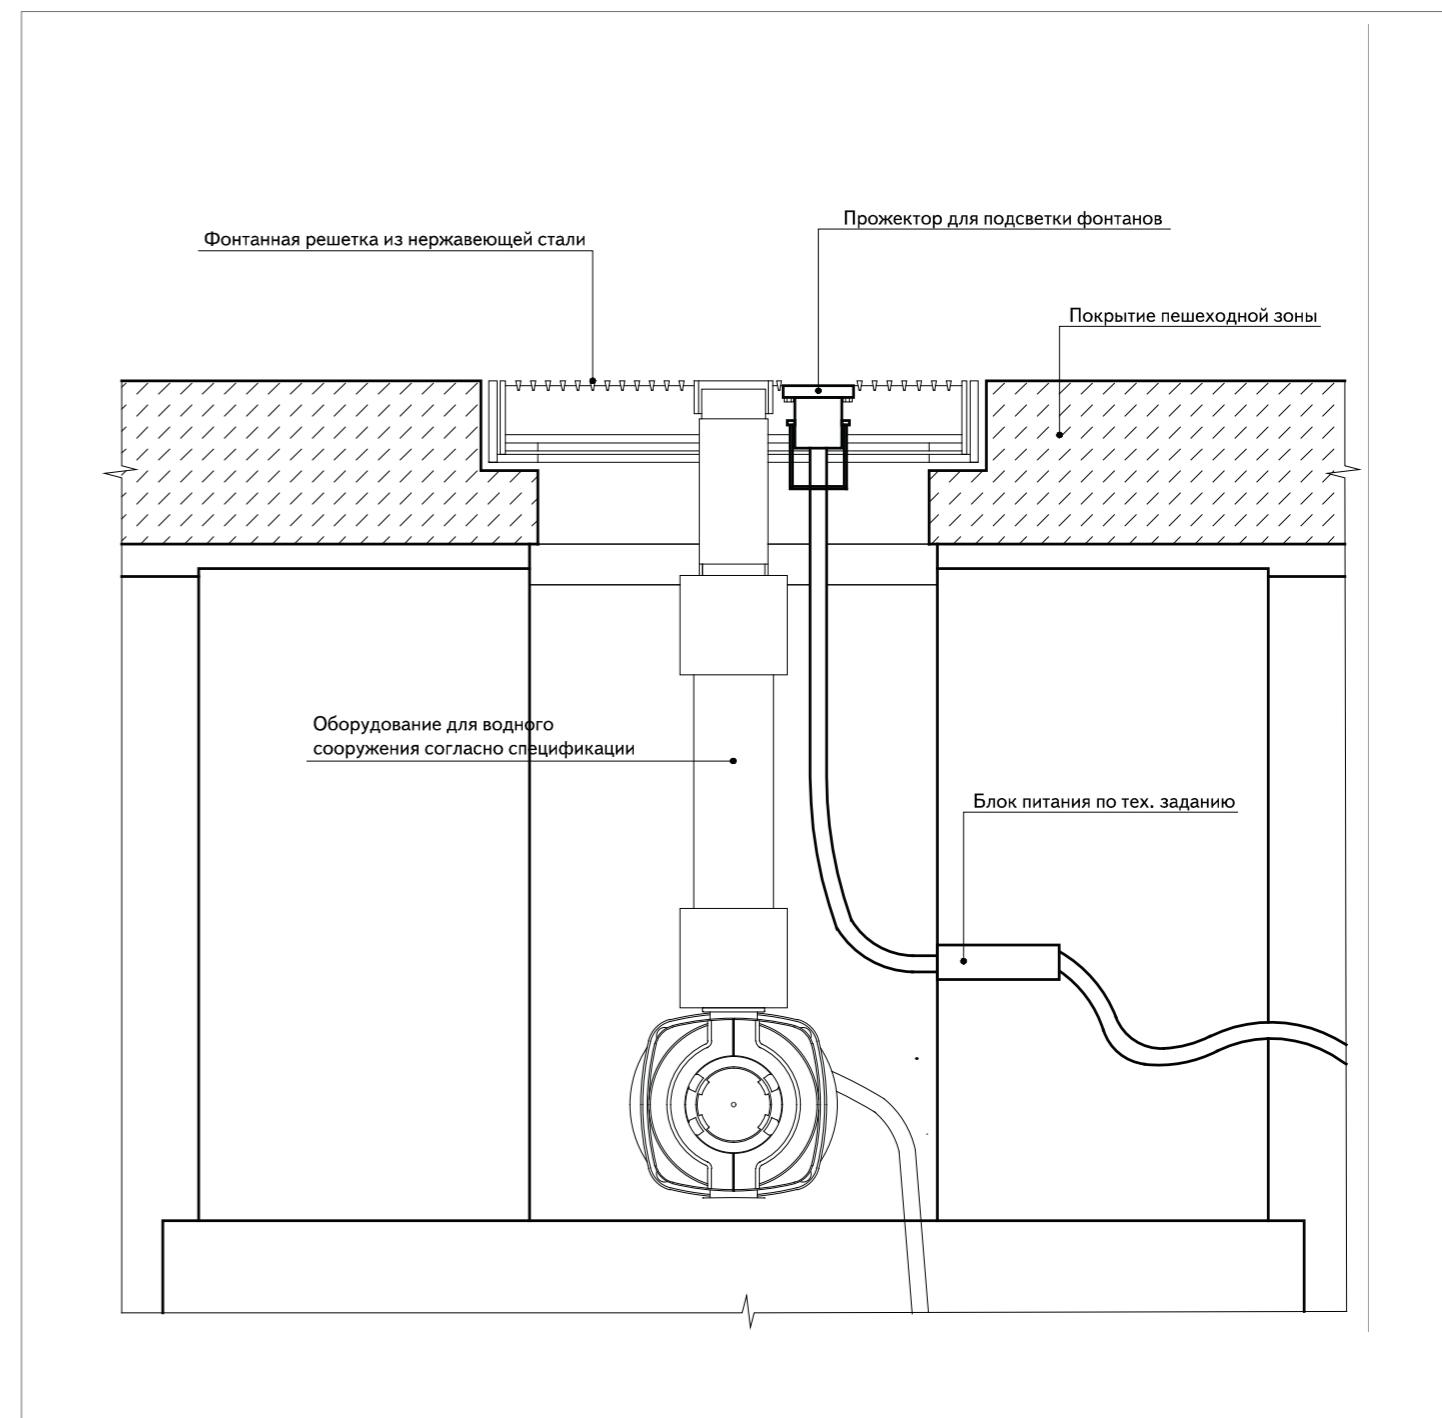 Прожектор для подсветки фонтанов
Фонтанная решетка из нержавеющей стали
Покрытие пешеходной зоны
Оборудование для водного
сооружения согласно спецификации
Блок питания по тех. заданию